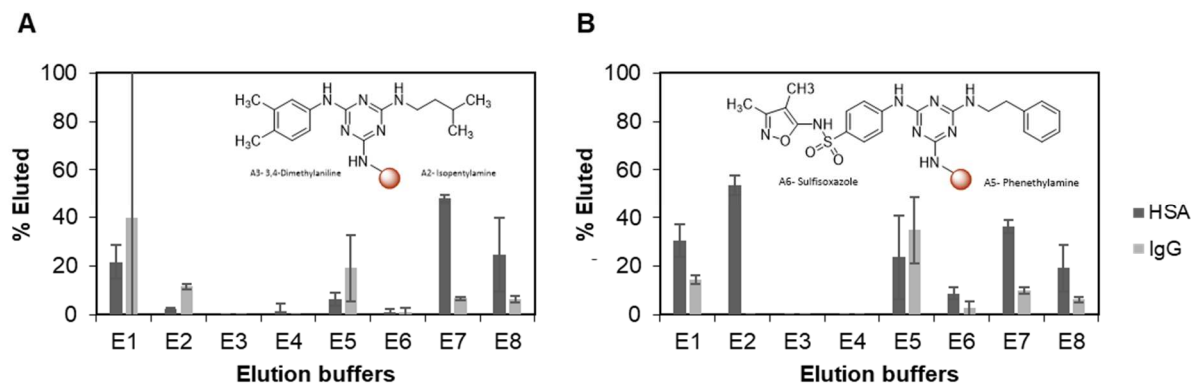 A
% Eluted
100
80
60
40
20
0
E1 E2 E3 E4 E5 E6 E7 E8
Elution buffers
H3C
H3C
H
N
N
N
N
H
N
CH3
CH3
HN
A3- 3,4-Dimethylaniline
A2- Isopentylamine
B
% Eluted
100
80
60
40
20
0
E1 E2 E3 E4 E5 E6 E7 E8
Elution buffers
CH3
H3C
N
O
NH
S
O
O
H
N
N
N
N
H
N
HN
A6- Sulfisoxazole
A5- Phenethylamine
HSA
IgG